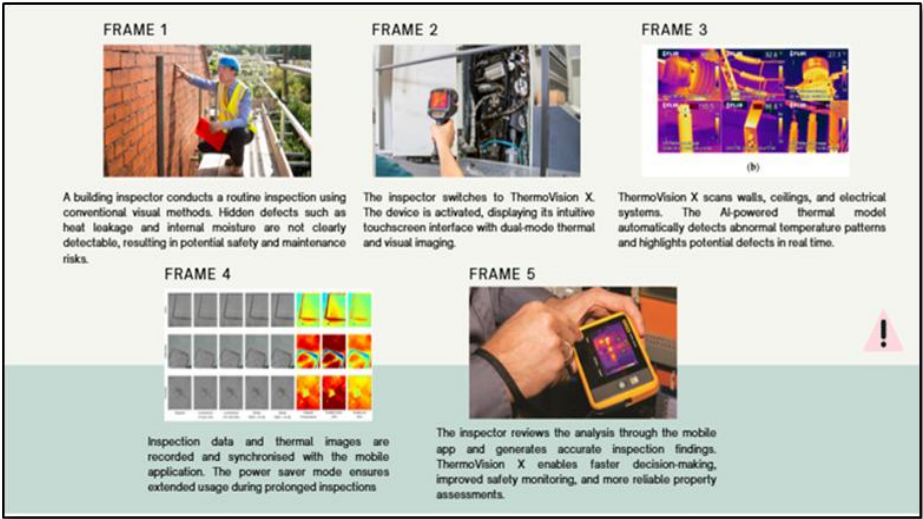 FRAME 1
FRAME 2
FRAME 3
(b)
A building inspector conducts a routine inspection using
conventional visual methods. Hidden defects such as
heat leakage and internal moisture are not clearly
detectable, resulting in potential safety and maintenance
risks.
The inspector switches to ThermoVision X.
The device is activated, displaying its intuitive
touchscreen interface with dual-mode thermal
and visual imaging.
ThermoVision X scans walls, ceilings, and electrical
systems. The AI-powered thermal model
automatically detects abnormal temperature patterns
and highlights potential defects in real time.
FRAME 4
FRAME 5
!
Inspection data and thermal images are
recorded and synchronised with the mobile
application. The power saver mode ensures
extended usage during prolonged inspections
The inspector reviews the analysis through the mobile
app and generates accurate inspection findings.
ThermoVision X enables faster decision-making,
improved safety monitoring, and more reliable property
assessments.